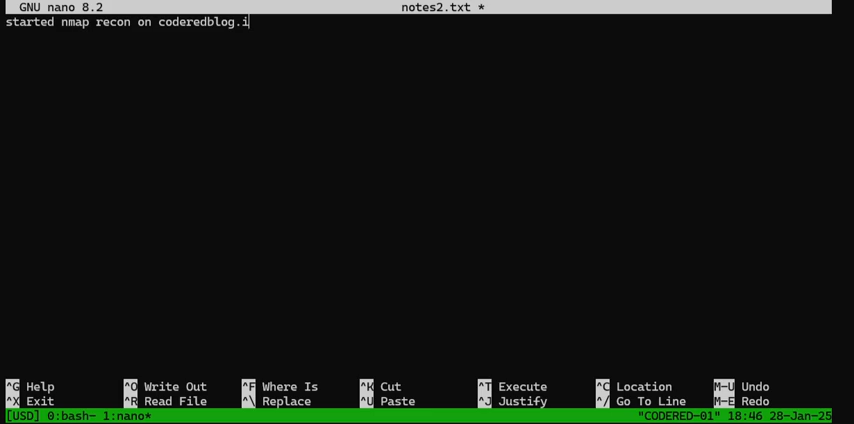 GNU nano 8.2 notes2.txt *
started nmap recon on coderedblog.i
^G Help ^O Write Out ^F Where Is ^K Cut ^T Execute ^C Location M-U Undo
^X Exit ^R Read File ^\ Replace ^U Paste ^J Justify ^/ Go To Line M-E Redo
[USD] 0:bash- 1:nano* "CODERED-01" 18:46 28-Jan-25